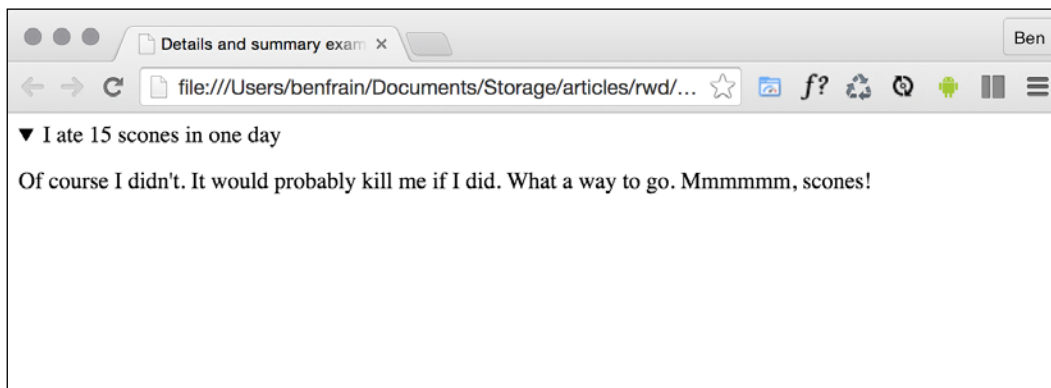 Details and summary exam
Ben
file:///Users/benfrain/Documents/Storage/articles/rwd/...
f?
▼ I ate 15 scones in one day
Of course I didn't. It would probably kill me if I did. What a way to go. Mmmmmm, scones!